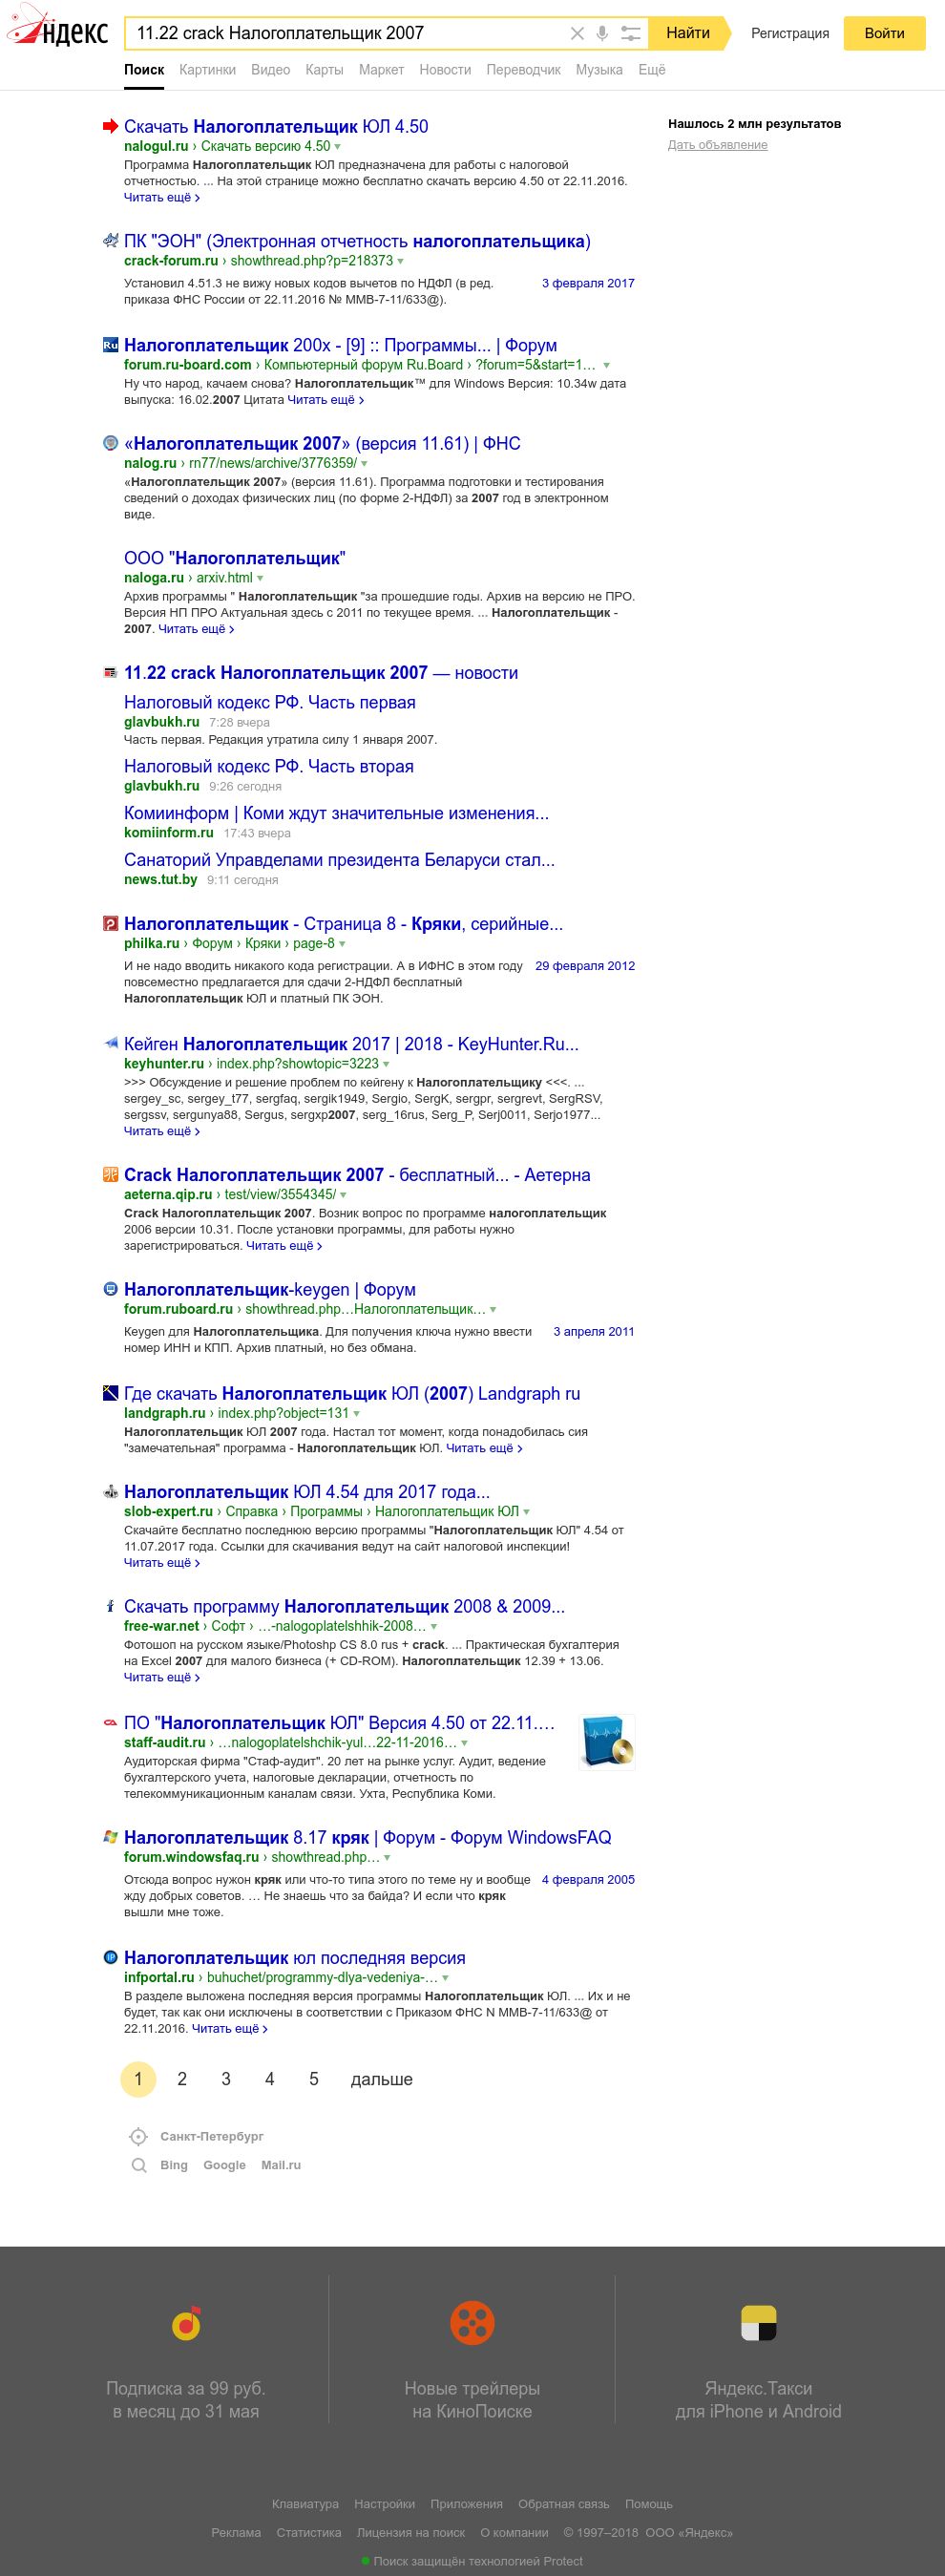 Яндекс
11.22 crack Налогоплательщик 2007
Найти
Регистрация
Войти
Поиск Картинки Видео Карты Маркет Новости Переводчик Музыка Ещё
Скачать Налогоплательщик ЮЛ 4.50
nalogul.ru › Скачать версию 4.50
Программа Налогоплательщик ЮЛ предназначена для работы с налоговой
отчетностью. ... На этой странице можно бесплатно скачать версию 4.50 от 22.11.2016.
Читать ещё
Нашлось 2 млн результатов
Дать объявление
ПК "ЭОН" (Электронная отчетность налогоплательщика)
crack-forum.ru › showthread.php?p=218373
Установил 4.51.3 не вижу новых кодов вычетов по НДФЛ (в ред.
приказа ФНС России от 22.11.2016 № ММВ-7-11/633@).
3 февраля 2017
Налогоплательщик 200x - [9] :: Программы... | Форум
forum.ru-board.com › Компьютерный форум Ru.Board › ?forum=5&start=1…
Ну что народ, качаем снова? Налогоплательщик™ для Windows Версия: 10.34w дата
выпуска: 16.02.2007 Цитата Читать ещё
«Налогоплательщик 2007» (версия 11.61) | ФНС
nalog.ru › rn77/news/archive/3776359/
«Налогоплательщик 2007» (версия 11.61). Программа подготовки и тестирования
сведений о доходах физических лиц (по форме 2-НДФЛ) за 2007 год в электронном
виде.
ООО "Налогоплательщик"
naloga.ru › arxiv.html
Архив программы " Налогоплательщик "за прошедшие годы. Архив на версию не ПРО.
Версия НП ПРО Актуальная здесь с 2011 по текущее время. ... Налогоплательщик -
2007. Читать ещё
11.22 crack Налогоплательщик 2007 — новости
Налоговый кодекс РФ. Часть первая
glavbukh.ru 7:28 вчера
Часть первая. Редакция утратила силу 1 января 2007.
Налоговый кодекс РФ. Часть вторая
glavbukh.ru 9:26 сегодня
Комиинформ | Коми ждут значительные изменения...
komiinform.ru 17:43 вчера
Санаторий Управделами президента Беларуси стал...
news.tut.by 9:11 сегодня
Налогоплательщик - Страница 8 - Кряки, серийные...
philka.ru › Форум › Кряки › page-8
И не надо вводить никакого кода регистрации. А в ИФНС в этом году
повсеместно предлагается для сдачи 2-НДФЛ бесплатный
Налогоплательщик ЮЛ и платный ПК ЭОН.
29 февраля 2012
Кейген Налогоплательщик 2017 | 2018 - KeyHunter.Ru...
keyhunter.ru › index.php?showtopic=3223
>>> Обсуждение и решение проблем по кейгену к Налогоплательщику <<<. ...
sergey_sc, sergey_t77, sergfaq, sergik1949, Sergio, SergK, sergpr, sergrevt, SergRSV,
sergssv, sergunya88, Sergus, sergxp2007, serg_16rus, Serg_P, Serj0011, Serjo1977...
Читать ещё
Crack Налогоплательщик 2007 - бесплатный... - Аетерна
aeterna.qip.ru › test/view/3554345/
Crack Налогоплательщик 2007. Возник вопрос по программе налогоплательщик
2006 версии 10.31. После установки программы, для работы нужно
зарегистрироваться. Читать ещё
Налогоплательщик-keygen | Форум
forum.ruboard.ru › showthread.php…Налогоплательщик…
Keygen для Налогоплательщика. Для получения ключа нужно ввести
номер ИНН и КПП. Архив платный, но без обмана.
3 апреля 2011
Где скачать Налогоплательщик ЮЛ (2007) Landgraph ru
landgraph.ru › index.php?object=131
Налогоплательщик ЮЛ 2007 года. Настал тот момент, когда понадобилась сия
"замечательная" программа - Налогоплательщик ЮЛ. Читать ещё
Налогоплательщик ЮЛ 4.54 для 2017 года...
slob-expert.ru › Справка › Программы › Налогоплательщик ЮЛ
Скачайте бесплатно последнюю версию программы "Налогоплательщик ЮЛ" 4.54 от
11.07.2017 года. Ссылки для скачивания ведут на сайт налоговой инспекции!
Читать ещё
Скачать программу Налогоплательщик 2008 & 2009...
free-war.net › Софт › …-nalogoplatelshhik-2008…
Фотошоп на русском языке/Photoshp CS 8.0 rus + crack. ... Практическая бухгалтерия
на Excel 2007 для малого бизнеса (+ CD-ROM). Налогоплательщик 12.39 + 13.06.
Читать ещё
ПО "Налогоплательщик ЮЛ" Версия 4.50 от 22.11.…
staff-audit.ru › …nalogoplatelshchik-yul…22-11-2016…
Аудиторская фирма "Стаф-аудит". 20 лет на рынке услуг. Аудит, ведение
бухгалтерского учета, налоговые декларации, отчетность по
телекоммуникационным каналам связи. Ухта, Республика Коми.
Налогоплательщик 8.17 кряк | Форум - Форум WindowsFAQ
forum.windowsfaq.ru › showthread.php…
Отсюда вопрос нужен кряк или что-то типа этого по теме ну и вообще
жду добрых советов. … Не знаешь что за байда? И если что кряк
вышли мне тоже.
4 февраля 2005
Налогоплательщик юл последняя версия
infportal.ru › buhuchet/programmy-dlya-vedeniya-…
В разделе выложена последняя версия программы Налогоплательщик ЮЛ. ... Их и не
будет, так как они исключены в соответствии с Приказом ФНС N ММВ-7-11/633@ от
22.11.2016. Читать ещё
1 2 3 4 5 дальше
Санкт-Петербург
Bing Google Mail.ru
Подписка за 99 руб.
в месяц до 31 мая
Новые трейлеры
на КиноПоиске
Яндекс.Такси
для iPhone и Android
Клавиатура Настройки Приложения Обратная связь Помощь
Реклама Статистика Лицензия на поиск О компании © 1997–2018 ООО «Яндекс»
Поиск защищён технологией Protect